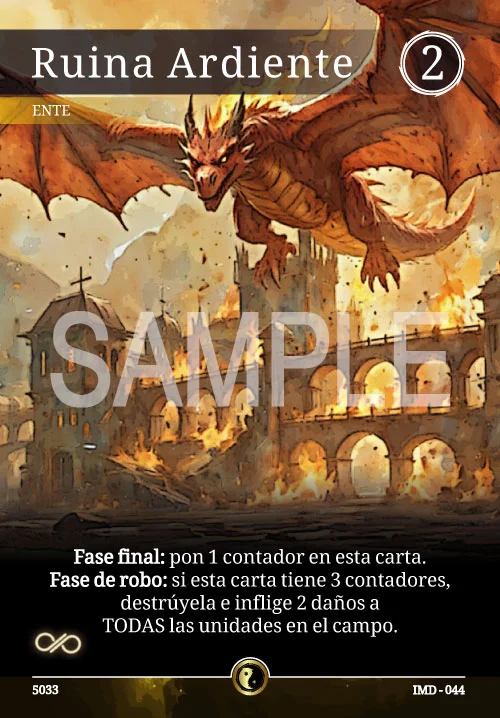 Ruina Ardiente 2
ENTE
SAMPLE
Fase final: pon 1 contador en esta carta.
Fase de robo: si esta carta tiene 3 contadores,
destrúyela e inflige 2 daños a
TODAS las unidades en el campo.
5033 IMD - 044